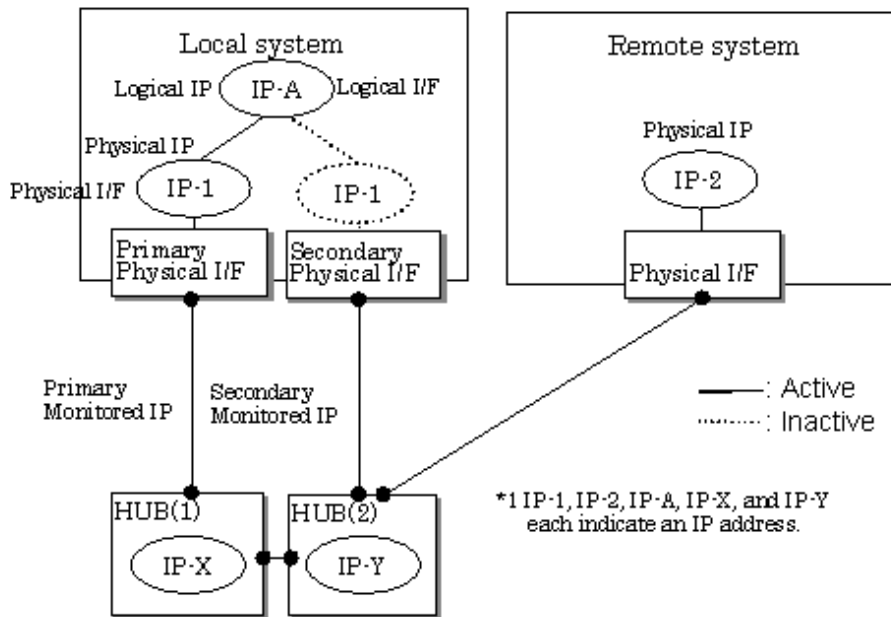 Local system
Logical IP
IP-A
Logical I/F
Physical IP
Physical I/F
IP-1
IP-1
Primary
Physical I/F
Secondary
Physical I/F
Remote system
Physical IP
IP-2
Physical I/F
Primary
Monitored IP
Secondary
Monitored IP
: Active
: Inactive
HUB(1)
IP-X
HUB(2)
IP-Y
*1 IP-1, IP-2, IP-A, IP-X, and IP-Y
each indicate an IP address.